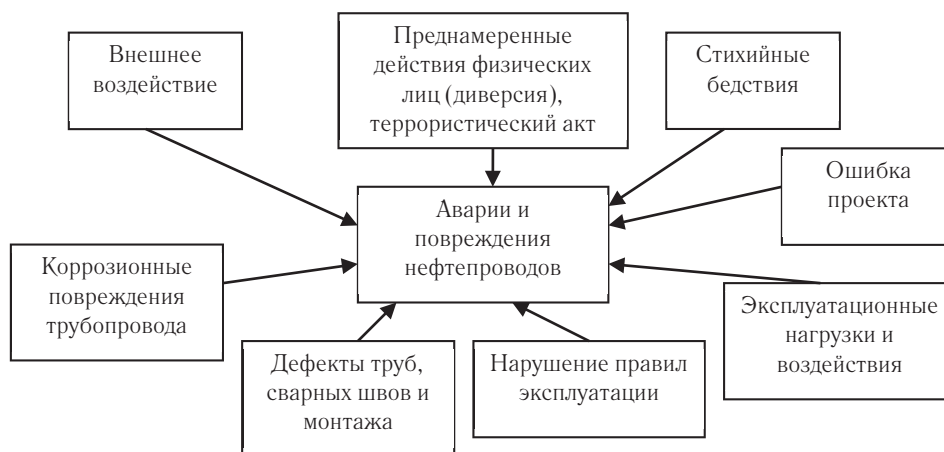 Внешнее
воздействие
Преднамеренные
действия физических
лиц (диверсия),
террористический акт
Стихийные
бедствия
Ошибка
проекта
Аварии и
повреждения
нефтепроводов
Коррозионные
повреждения
трубопровода
Эксплуатационные
нагрузки и
воздействия
Дефекты труб,
сварных швов и
монтажа
Нарушение правил
эксплуатации